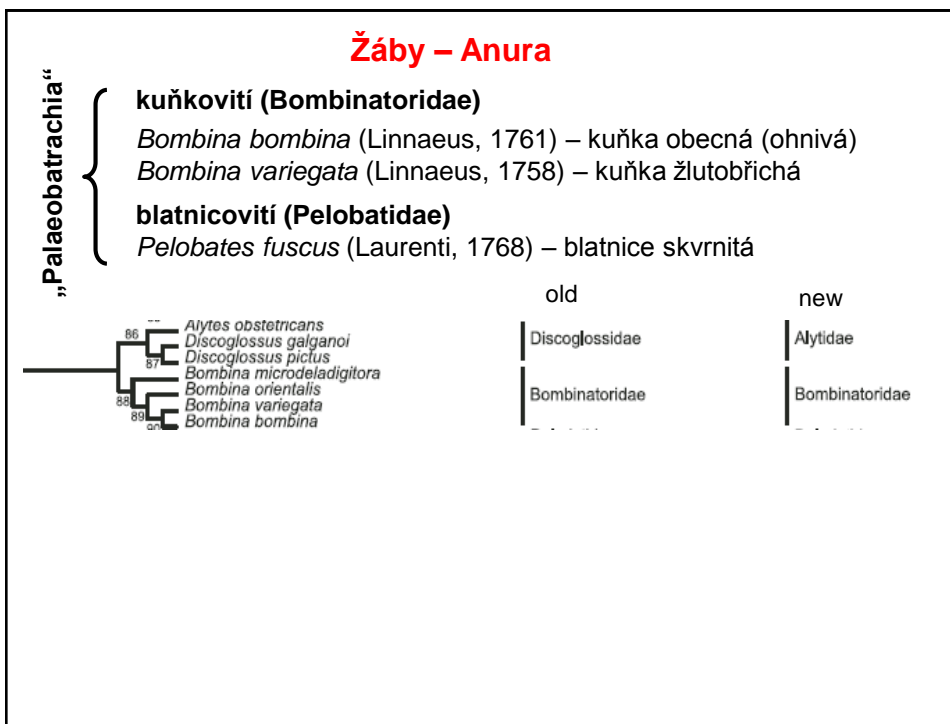 Žáby – Anura
„Palaeobatrachia“
kuňkovití (Bombinatoridae)
Bombina bombina (Linnaeus, 1761) – kuňka obecná (ohnivá)
Bombina variegata (Linnaeus, 1758) – kuňka žlutobřichá
blatnicovití (Pelobatidae)
Pelobates fuscus (Laurenti, 1768) – blatnice skvrnitá
old
new
86
Alytes obstetricans
Discoglossus galganoi
87
Discoglossus pictus
Bombina microdeladigitora
88
Bombina orientalis
Bombina variegata
89
Bombina bombina
90
Discoglossidae
Alytidae
Bombinatoridae
Bombinatoridae